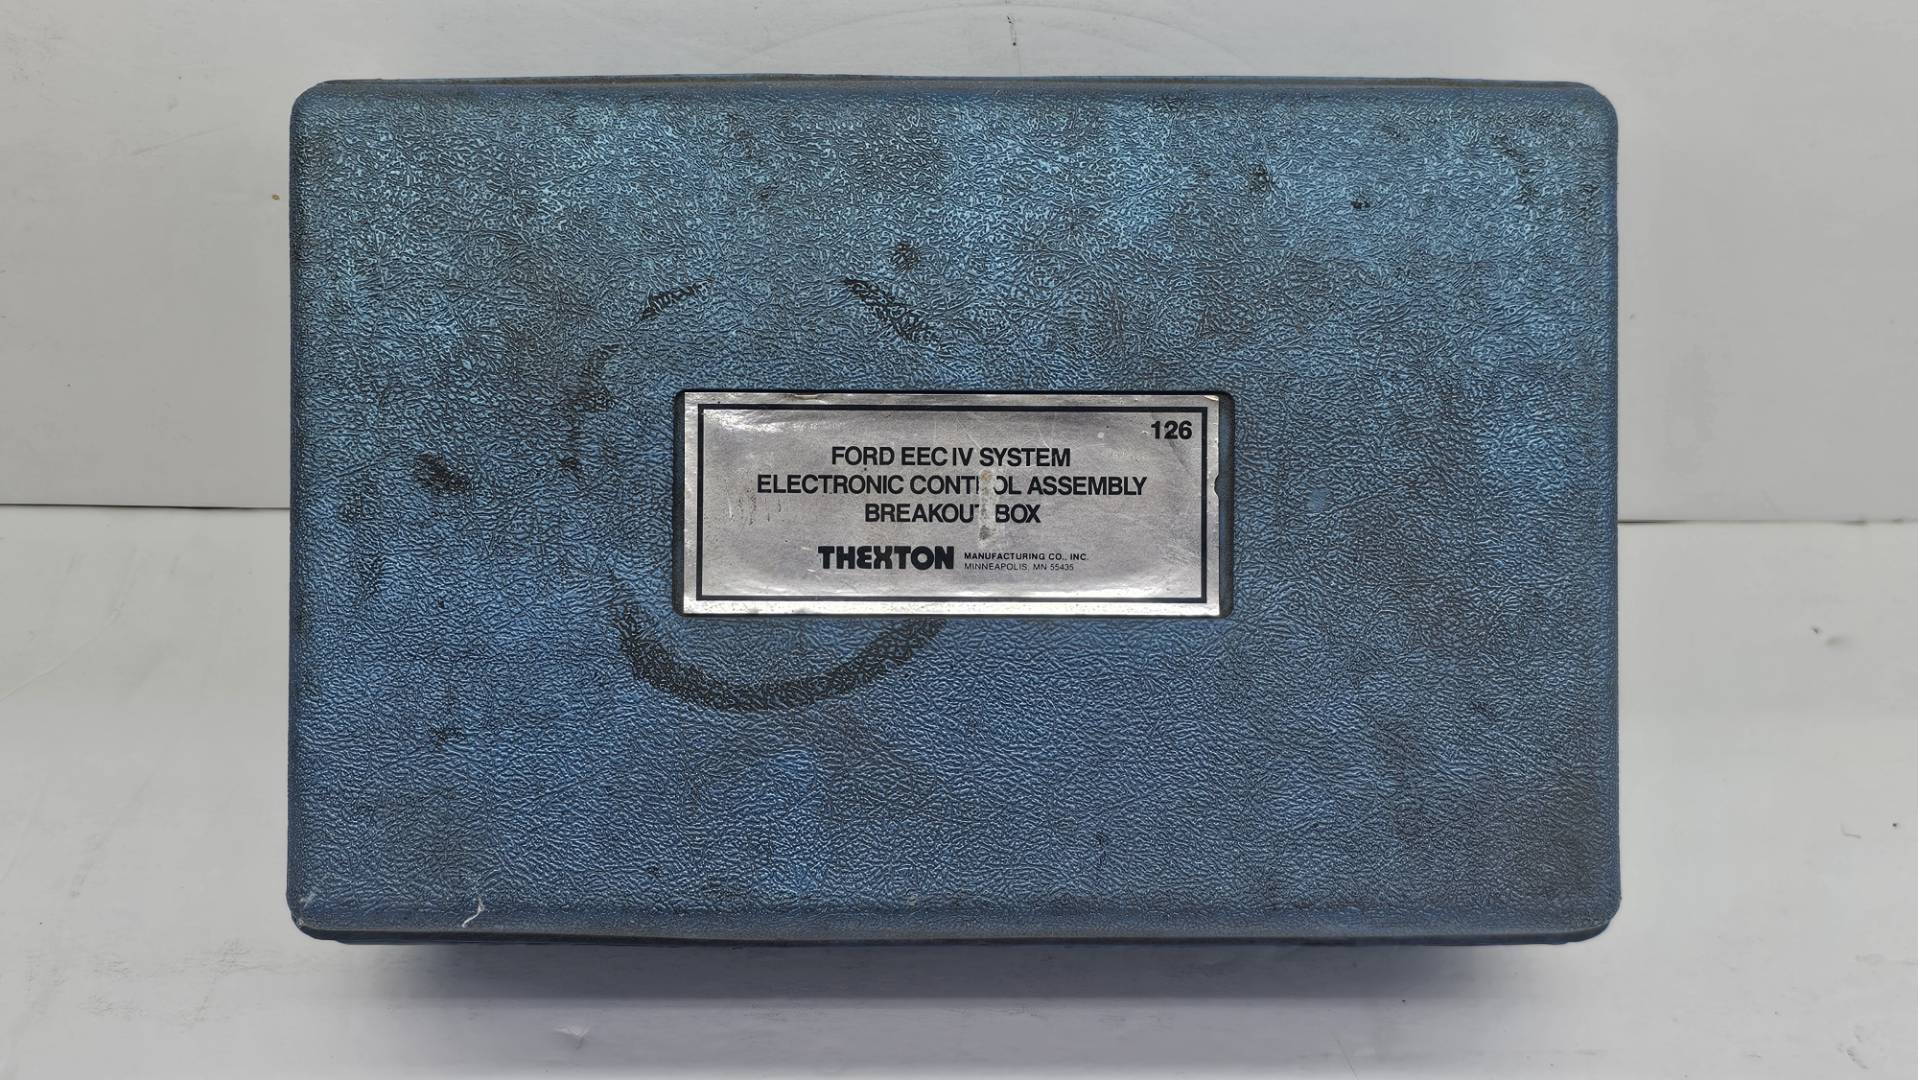 126
FORD EEC IV SYSTEM
ELECTRONIC CONTROL ASSEMBLY
BREAKOUT BOX
THEXTON MANUFACTURING CO., INC.
MINNEAPOLIS, MN 55435